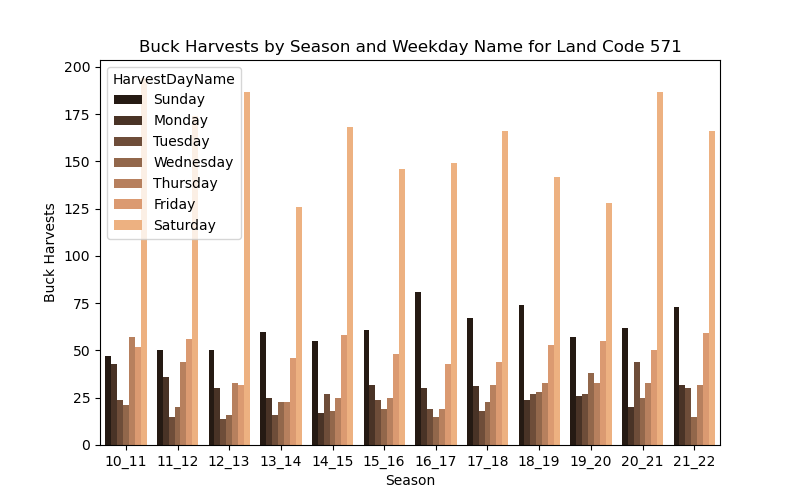 Buck Harvests by Season and Weekday Name for Land Code 571
200
175
150
125
100
75
50
25
0
Buck Harvests
HarvestDayName
Sunday
Monday
Tuesday
Wednesday
Thursday
Friday
Saturday
10_11 11_12 12_13 13_14 14_15 15_16 16_17 17_18 18_19 19_20 20_21 21_22
Season